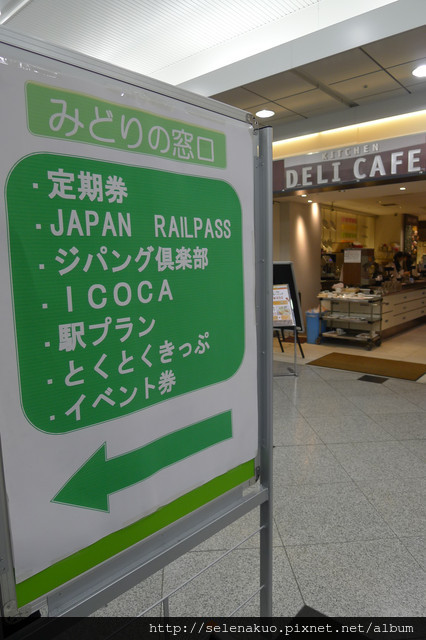 みどりの窓口
・定期券
・JAPAN RAILPASS
・ジパング倶楽部
・ICOCA
・駅プラン
・とくとくきっぷ
・イベント券
KITCHEN
DELI CAFE
http://selenakuo.pixnet.net/album